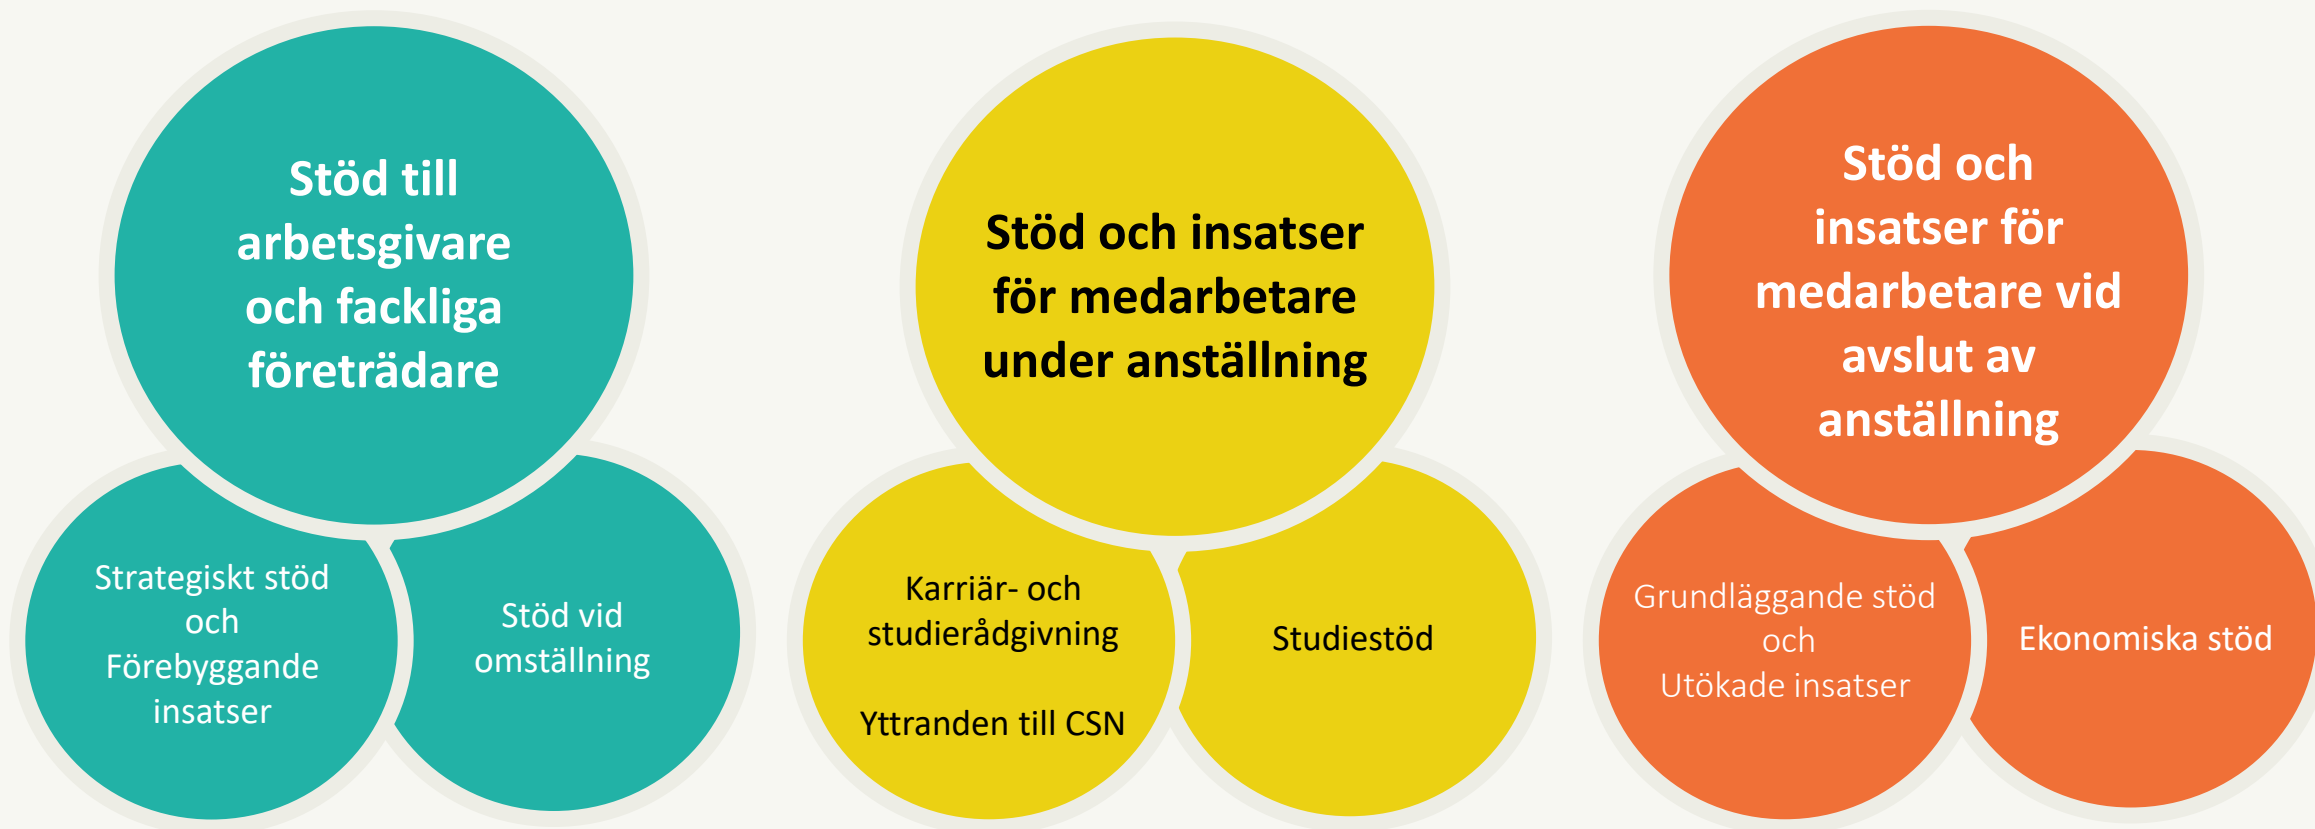 Stöd till
arbetsgivare
och fackliga
företrädare
Strategiskt stöd
och
Förebyggande
insatser
Stöd vid
omställning
Stöd och insatser
för medarbetare
under anställning
Karriär- och
studierådgivning
Yttranden till CSN
Studiestöd
Stöd och
insatser för
medarbetare vid
avslut av
anställning
Grundläggande stöd
och
Utökade insatser
Ekonomiska stöd